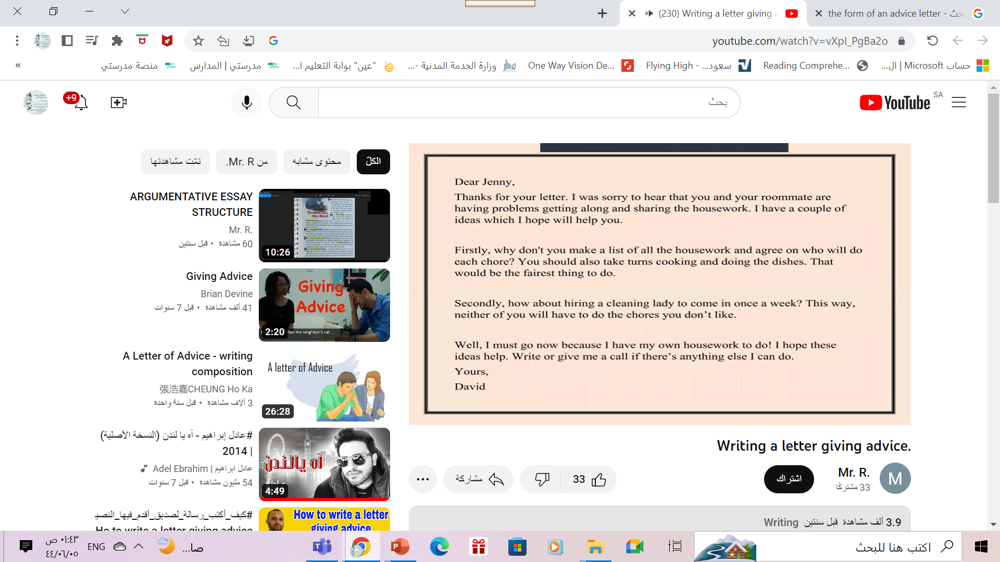 (230) Writing a letter giving a
the form of an advice letter - بحث
youtube.com/watch?v=vXpI_PgBa2o
حساب Microsoft | ال...
Reading Comprehe...
سعود... - Flying High
One Way Vision De...
وزارة الخدمة المدنية -...
"عين" بوابة التعليم ا...
مدرستي | المدارس
منصة مدرستي
«
YouTube SA
بحث
+9
الكلّ
محتوى مشابه
من Mr. R.
تمّت مشاهدتها
Dear Jenny,
Thanks for your letter. I was sorry to hear that you and your roommate are
having problems getting along and sharing the housework. I have a couple of
ideas which I hope will help you.
Firstly, why don't you make a list of all the housework and agree on who will do
each chore? You should also take turns cooking and doing the dishes. That
would be the fairest thing to do.
Secondly, how about hiring a cleaning lady to come in once a week? This way,
neither of you will have to do the chores you don’t like.
Well, I must go now because I have my own housework to do! I hope these
ideas help. Write or give me a call if there’s anything else I can do.
Yours,
David
Writing a letter giving advice.
Mr. R.
33 مشتركًا
M
اشتراك
33
مشاركة
3.9 ألف مشاهدة قبل سنتين Writing
ARGUMENTATIVE ESSAY
STRUCTURE
Mr. R.
60 مشاهدة • قبل سنتين
Trains are
the Best
10:26
Giving Advice
Brian Devine
41 ألف مشاهدة • قبل 7 سنوات
Giving
Advice
lled my neighbor's cat...
2:20
A Letter of Advice - writing
composition
張浩嘉CHEUNG Ho Ka
3 آلاف مشاهدة • قبل سنة واحدة
A letter of Advice
26:28
#عادل إبراهيم - آه يا لندن (النسخة الأصلية)
| 2014
عادل ابراهيم | Adel Ebrahim
54 مليون مشاهدة • قبل 7 سنوات
آه يالندن
4:49
#كيف_أكتب_رسالة_لصديق_أقدم_فيها_النصي
Ho to write a letter giving advice
How to write a letter
giving advice
٠١:٤٣ ص
٤٤/٠٦/٠٥
ENG
صا...
اكتب هنا للبحث